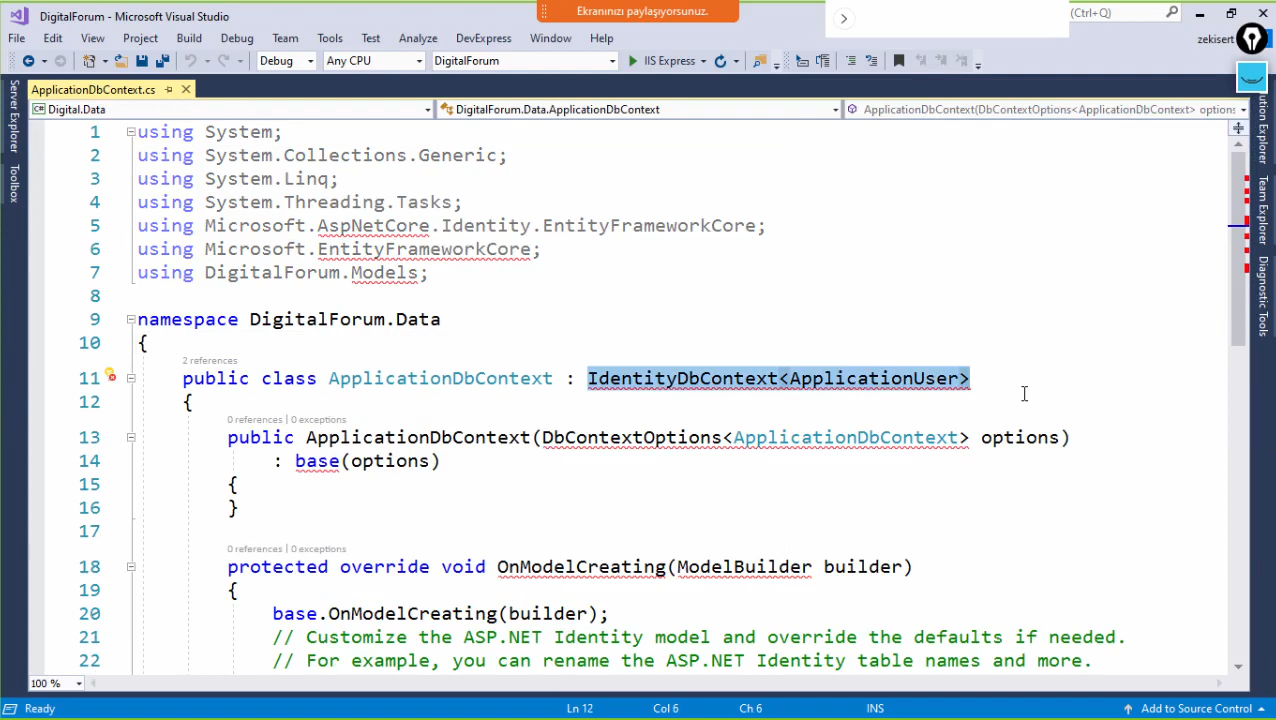 DigitalForum - Microsoft Visual Studio
Ekranınızı paylaşıyorsunuz.
(Ctrl+Q)
File Edit View Project Build Debug Team Tools Test Analyze DevExpress Window Help
zekisert
Debug Any CPU DigitalForum IIS Express
ApplicationDbContext.cs
Digital.Data DigitalForum.Data.ApplicationDbContext ApplicationDbContext(DbContextOptions<ApplicationDbContext> options
Server Explorer
Toolbox
1 using System;
2 using System.Collections.Generic;
3 using System.Linq;
4 using System.Threading.Tasks;
5 using Microsoft.AspNetCore.Identity.EntityFrameworkCore;
6 using Microsoft.EntityFrameworkCore;
7 using DigitalForum.Models;
8
9 namespace DigitalForum.Data
10 {
2 references
11 public class ApplicationDbContext : IdentityDbContext<ApplicationUser>
12 {
0 references | 0 exceptions
13 public ApplicationDbContext(DbContextOptions<ApplicationDbContext> options)
14 : base(options)
15 {
16 }
17
0 references | 0 exceptions
18 protected override void OnModelCreating(ModelBuilder builder)
19 {
20 base.OnModelCreating(builder);
21 // Customize the ASP.NET Identity model and override the defaults if needed.
22 // For example, you can rename the ASP.NET Identity table names and more.
Explorer
Team Explorer
Diagnostic Tools
100 %
Ready Ln 12 Col 6 Ch 6 INS Add to Source Control